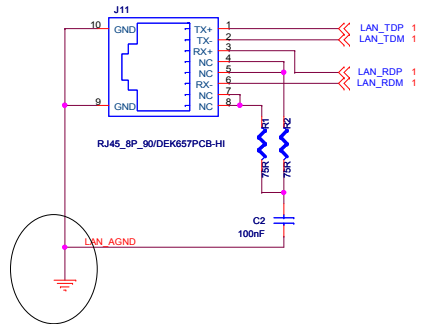 J11
10 GND TX+ 1 LAN_TDP 1
TX- 2 LAN_TDM 1
RX+ 3
NC 4
NC 5 LAN_RDP 1
RX- 6 LAN_RDM 1
NC 7
9 GND NC 8
R1 R2
75R 75R
RJ45_8P_90/DEK657PCB-HI
C2
100nF
LAN_AGND